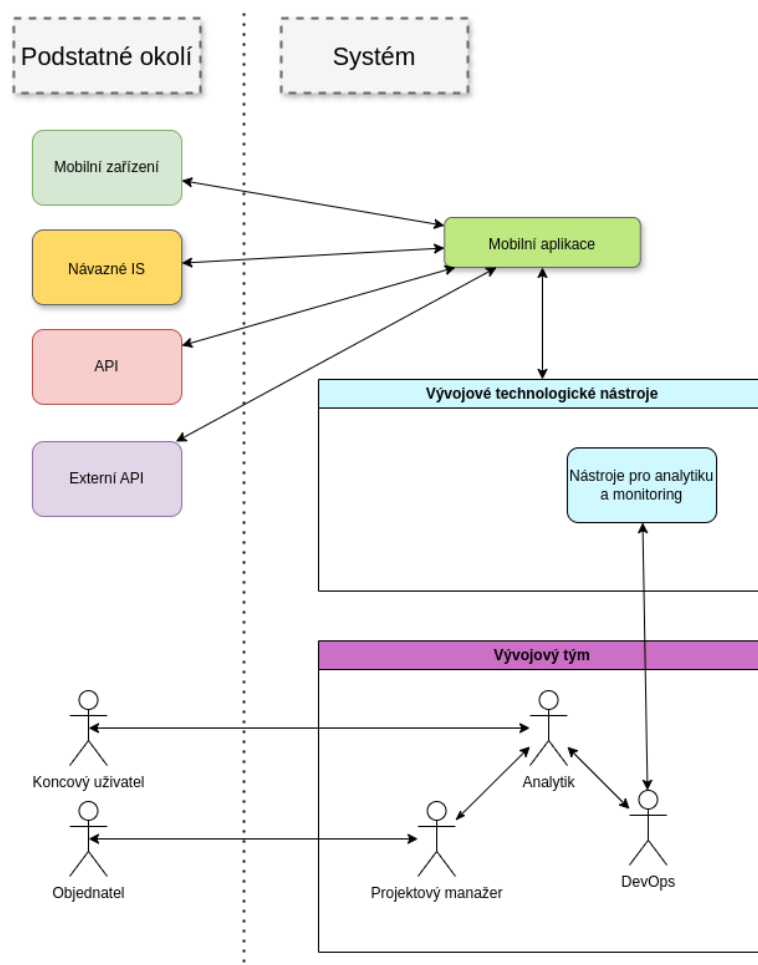 Podstatné okolí
Systém
Mobilní zařízení
Návazné IS
API
Externí API
Mobilní aplikace
Vývojové technologické nástroje
Nástroje pro analytiku
a monitoring
Vývojový tým
Koncový uživatel
Analytik
Objednatel
Projektový manažer
DevOps